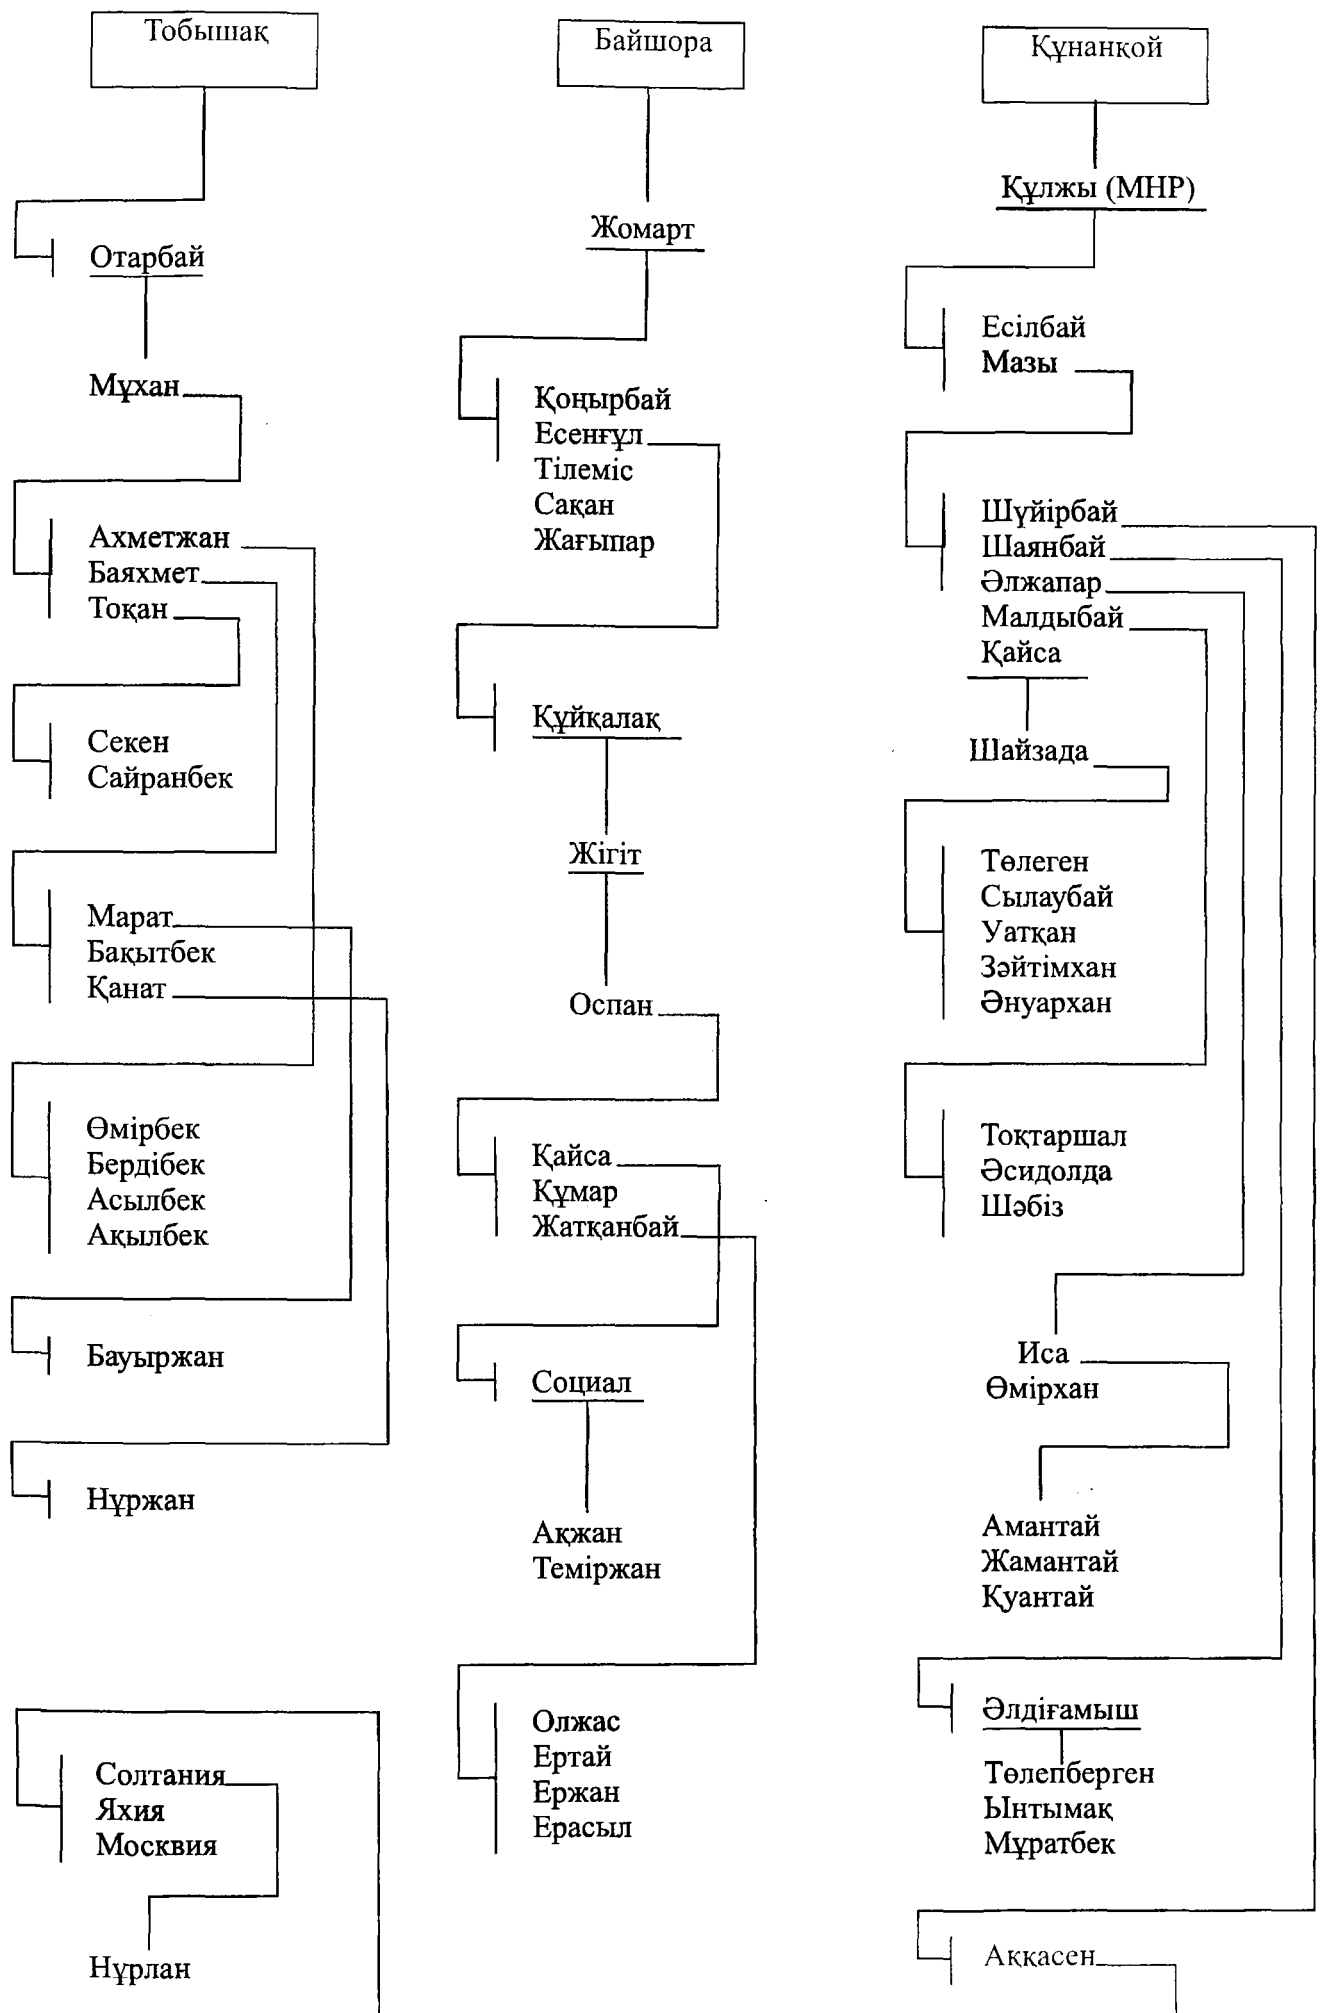 Тобышақ
Отарбай
Мұхан
Ахметжан
Баяхмет
Тоқан
Секен
Сайранбек
Марат
Бақытбек
Қанат
Өмірбек
Бердібек
Асылбек
Ақылбек
Бауыржан
Нұржан
Солтания
Яхия
Москвия
Нұрлан
Байшора
Жомарт
Қоңырбай
Есенғұл
Тілеміс
Сақан
Жағыпар
Құйқалақ
Жігіт
Оспан
Қайса
Құмар
Жатқанбай
Социал
Ақжан
Теміржан
Олжас
Ертай
Ержан
Ерасыл
Құнанқой
Құлжы (МНР)
Есілбай
Мазы
Шүйірбай
Шаянбай
Әлжапар
Малдыбай
Қайса
Шайзада
Төлеген
Сылаубай
Уатқан
Зәйтімхан
Әнуархан
Тоқтаршал
Әсидолда
Шәбіз
Иса
Өмірхан
Амантай
Жамантай
Қуантай
Әлдіғамыш
Төлепберген
Ынтымақ
Мұратбек
Аққасен